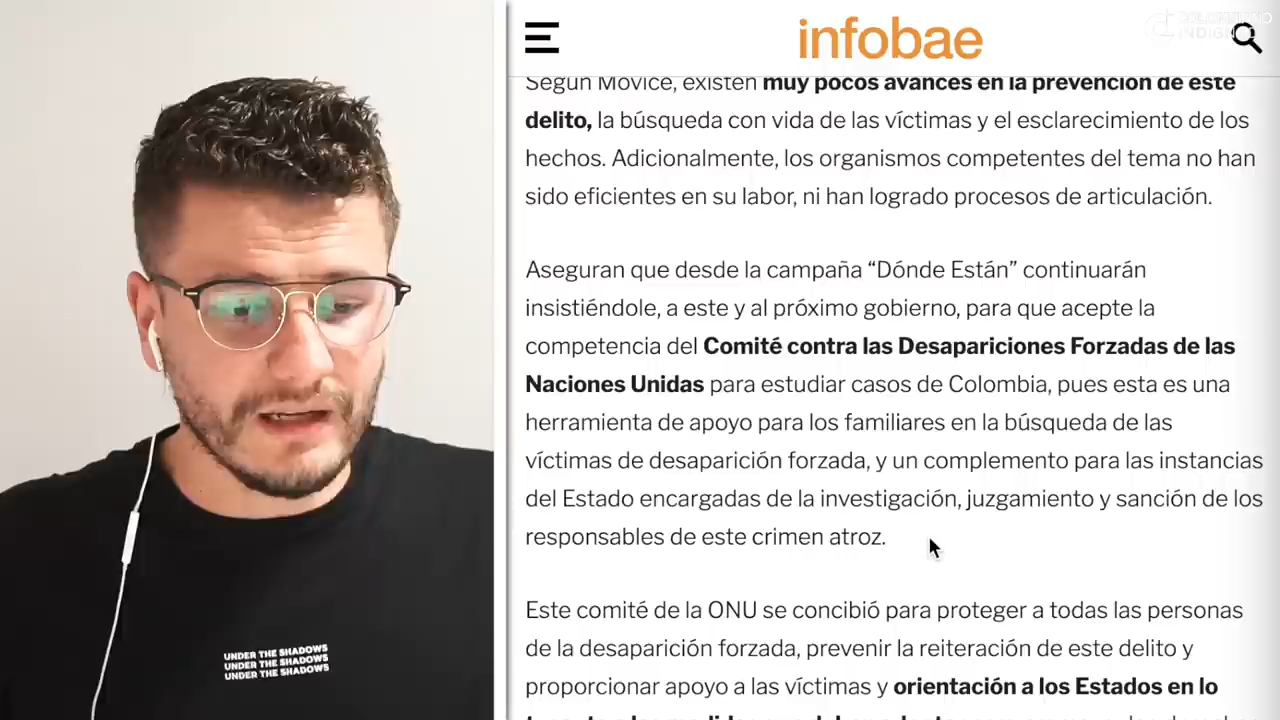 infobae
COLOMBIANO
INDIGNADO
Según Movice, existen muy pocos avances en la prevención de este
delito, la búsqueda con vida de las víctimas y el esclarecimiento de los
hechos. Adicionalmente, los organismos competentes del tema no han
sido eficientes en su labor, ni han logrado procesos de articulación.
Aseguran que desde la campaña “Dónde Están” continuarán
insistiéndole, a este y al próximo gobierno, para que acepte la
competencia del Comité contra las Desapariciones Forzadas de las
Naciones Unidas para estudiar casos de Colombia, pues esta es una
herramienta de apoyo para los familiares en la búsqueda de las
víctimas de desaparición forzada, y un complemento para las instancias
del Estado encargadas de la investigación, juzgamiento y sanción de los
responsables de este crimen atroz.
Este comité de la ONU se concibió para proteger a todas las personas
de la desaparición forzada, prevenir la reiteración de este delito y
proporcionar apoyo a las víctimas y orientación a los Estados en lo
UNDER THE SHADOWS
UNDER THE SHADOWS
UNDER THE SHADOWS